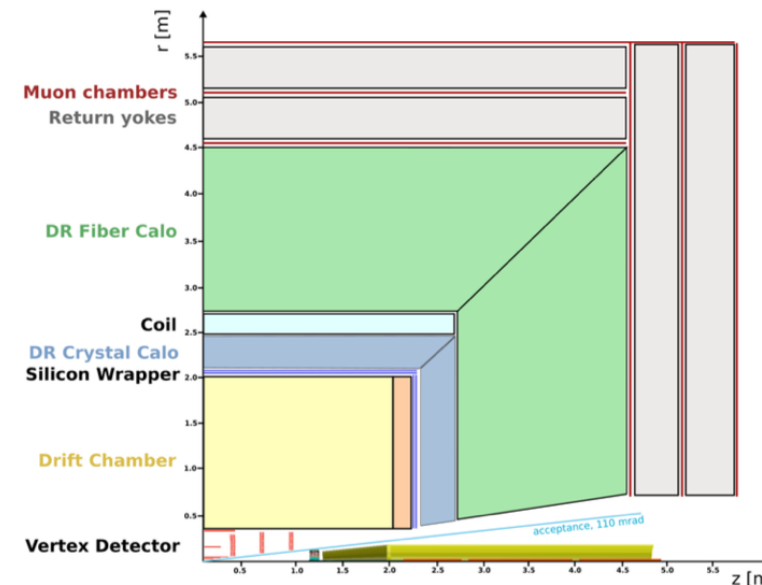 r [m]
5.5
Muon chambers
5.0
Return yokes
4.5
4.0
DR Fiber Calo
3.5
3.0
Coil
2.5
DR Crystal Calo
Silicon Wrapper
2.0
1.5
Drift Chamber
1.0
0.5
acceptance, 110 mrad
Vertex Detector
0.5 1.0 1.5 2.0 2.5 3.0 3.5 4.0 4.5 5.0 5.5
z [m